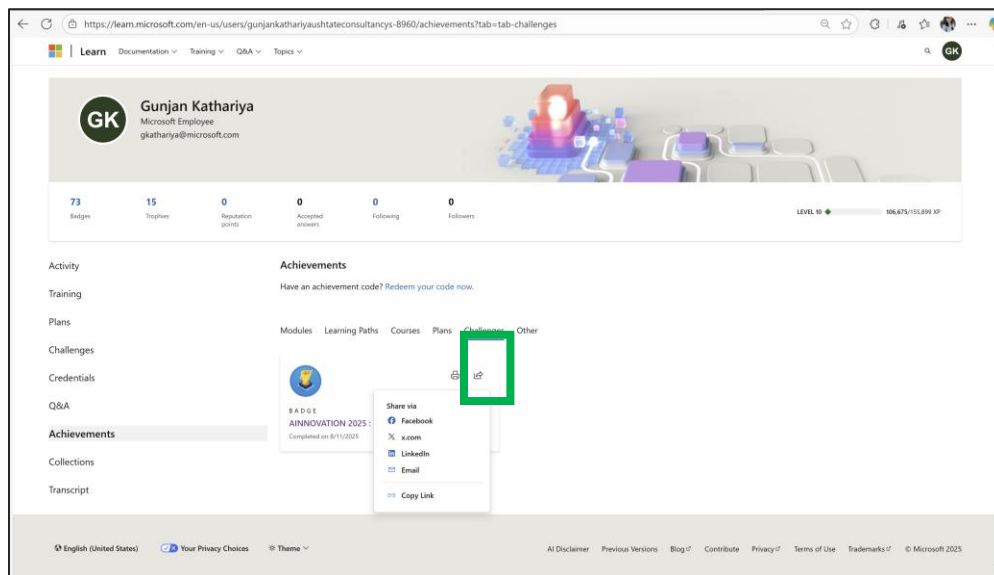 https://learn.microsoft.com/en-us/users/gunjankathariyaushtateconsultancys-8960/achievements?tab=tab-challenges
Learn Documentation Training Q&A Topics GK
GK
Gunjan Kathariya
Microsoft Employee
gkathariya@microsoft.com
73 15 0 0 0 0
Badges Trophies Reputation points Accepted answers Following Followers
LEVEL 10 106,675/155,899 XP
Activity
Training
Plans
Challenges
Credentials
Q&A
Achievements
Collections
Transcript
Achievements
Have an achievement code? Redeem your code now.
Modules Learning Paths Courses Plans Challenges Other
BADGE
AINNOVATION 2025 :
Completed on 8/11/2025
Share via
Facebook
x.com
LinkedIn
Email
Copy Link
English (United States) Your Privacy Choices Theme
AI Disclaimer Previous Versions Blog Contribute Privacy Terms of Use Trademarks © Microsoft 2025